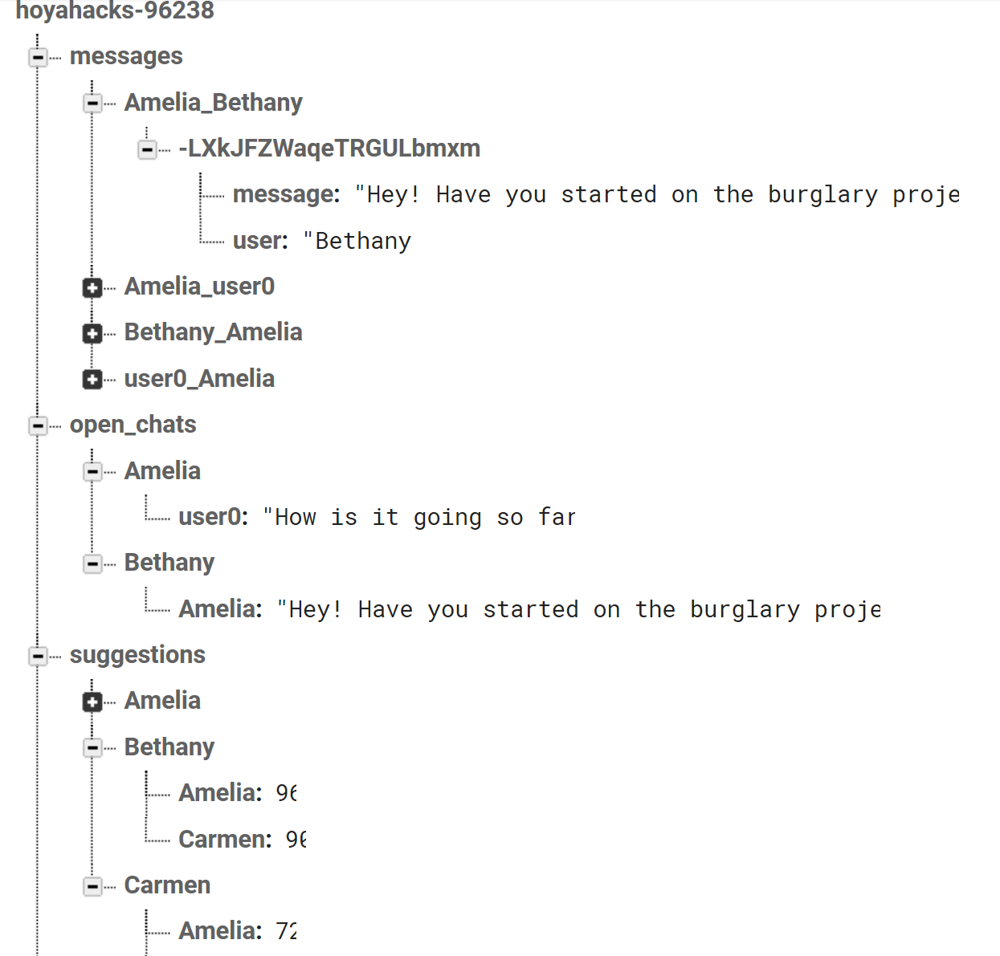 hoyahacks-96238
messages
Amelia_Bethany
-LXkJFZWaqeTRGULbmxm
message: "Hey! Have you started on the burglary proje
user: "Bethany
Amelia_user0
Bethany_Amelia
user0_Amelia
open_chats
Amelia
user0: "How is it going so far
Bethany
Amelia: "Hey! Have you started on the burglary proje
suggestions
Amelia
Bethany
Amelia: 96
Carmen:
Carmen
Amelia: 72